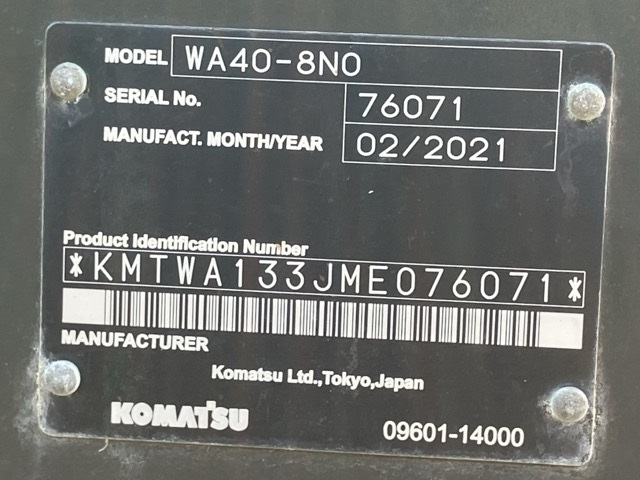 MODEL WA40-8N0
SERIAL No. 76071
MANUFACT. MONTH/YEAR 02/2021
Product Identification Number
*KMTWA133JME076071*
MANUFACTURER
Komatsu Ltd.,Tokyo,Japan
KOMATSU 09601-14000